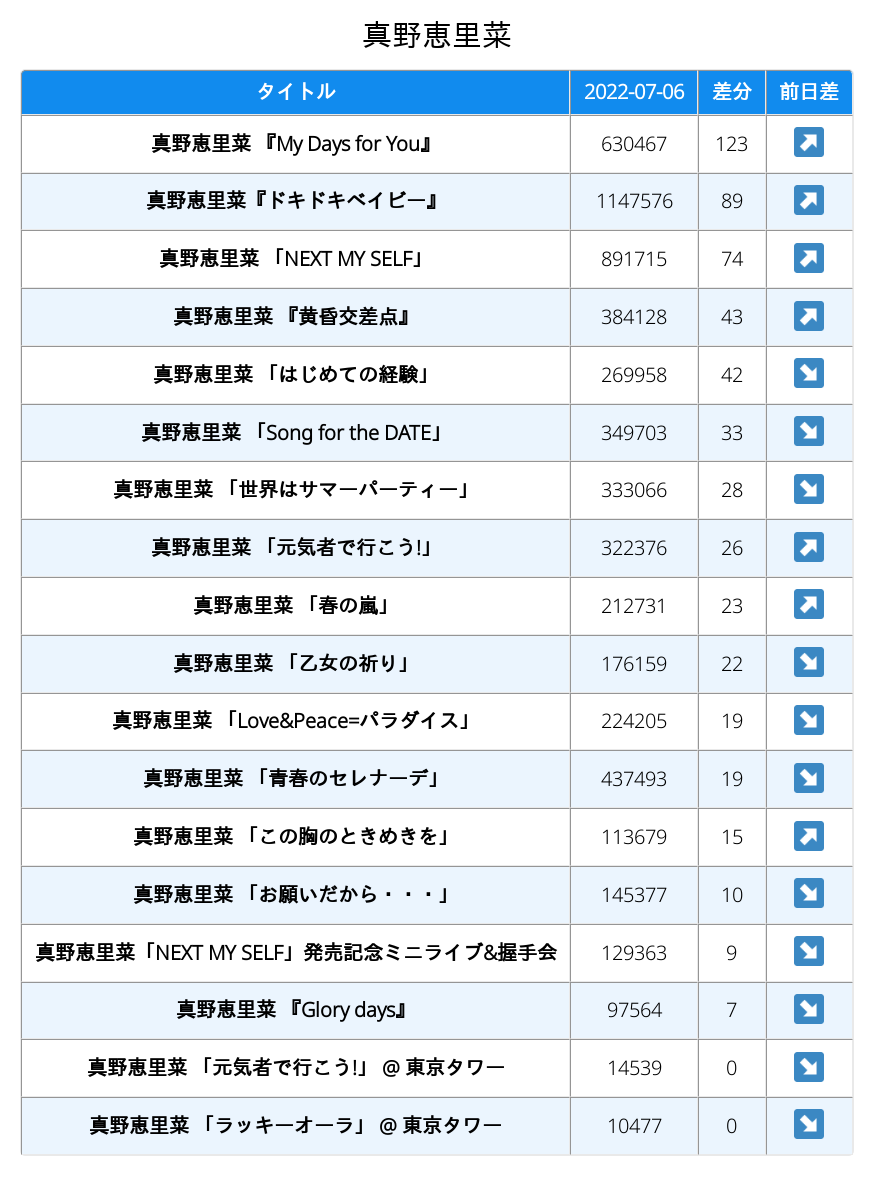 真野恵里菜
タイトル 2022-07-06 差分 前日差
真野恵里菜 『My Days for You』 630467 123 ↗
真野恵里菜『ドキドキベイビー』 1147576 89 ↗
真野恵里菜 「NEXT MY SELF」 891715 74 ↗
真野恵里菜 『黄昏交差点』 384128 43 ↗
真野恵里菜 「はじめての経験」 269958 42 ↘
真野恵里菜 「Song for the DATE」 349703 33 ↘
真野恵里菜 「世界はサマーパーティー」 333066 28 ↘
真野恵里菜 「元気者で行こう!」 322376 26 ↗
真野恵里菜 「春の嵐」 212731 23 ↗
真野恵里菜 「乙女の祈り」 176159 22 ↘
真野恵里菜 「Love&Peace=パラダイス」 224205 19 ↘
真野恵里菜 「青春のセレナーデ」 437493 19 ↘
真野恵里菜 「この胸のときめきを」 113679 15 ↗
真野恵里菜 「お願いだから・・・」 145377 10 ↘
真野恵里菜「NEXT MY SELF」発売記念ミニライブ&握手会 129363 9 ↘
真野恵里菜 『Glory days』 97564 7 ↘
真野恵里菜 「元気者で行こう!」 @ 東京タワー 14539 0 ↘
真野恵里菜 「ラッキーオーラ」 @ 東京タワー 10477 0 ↘